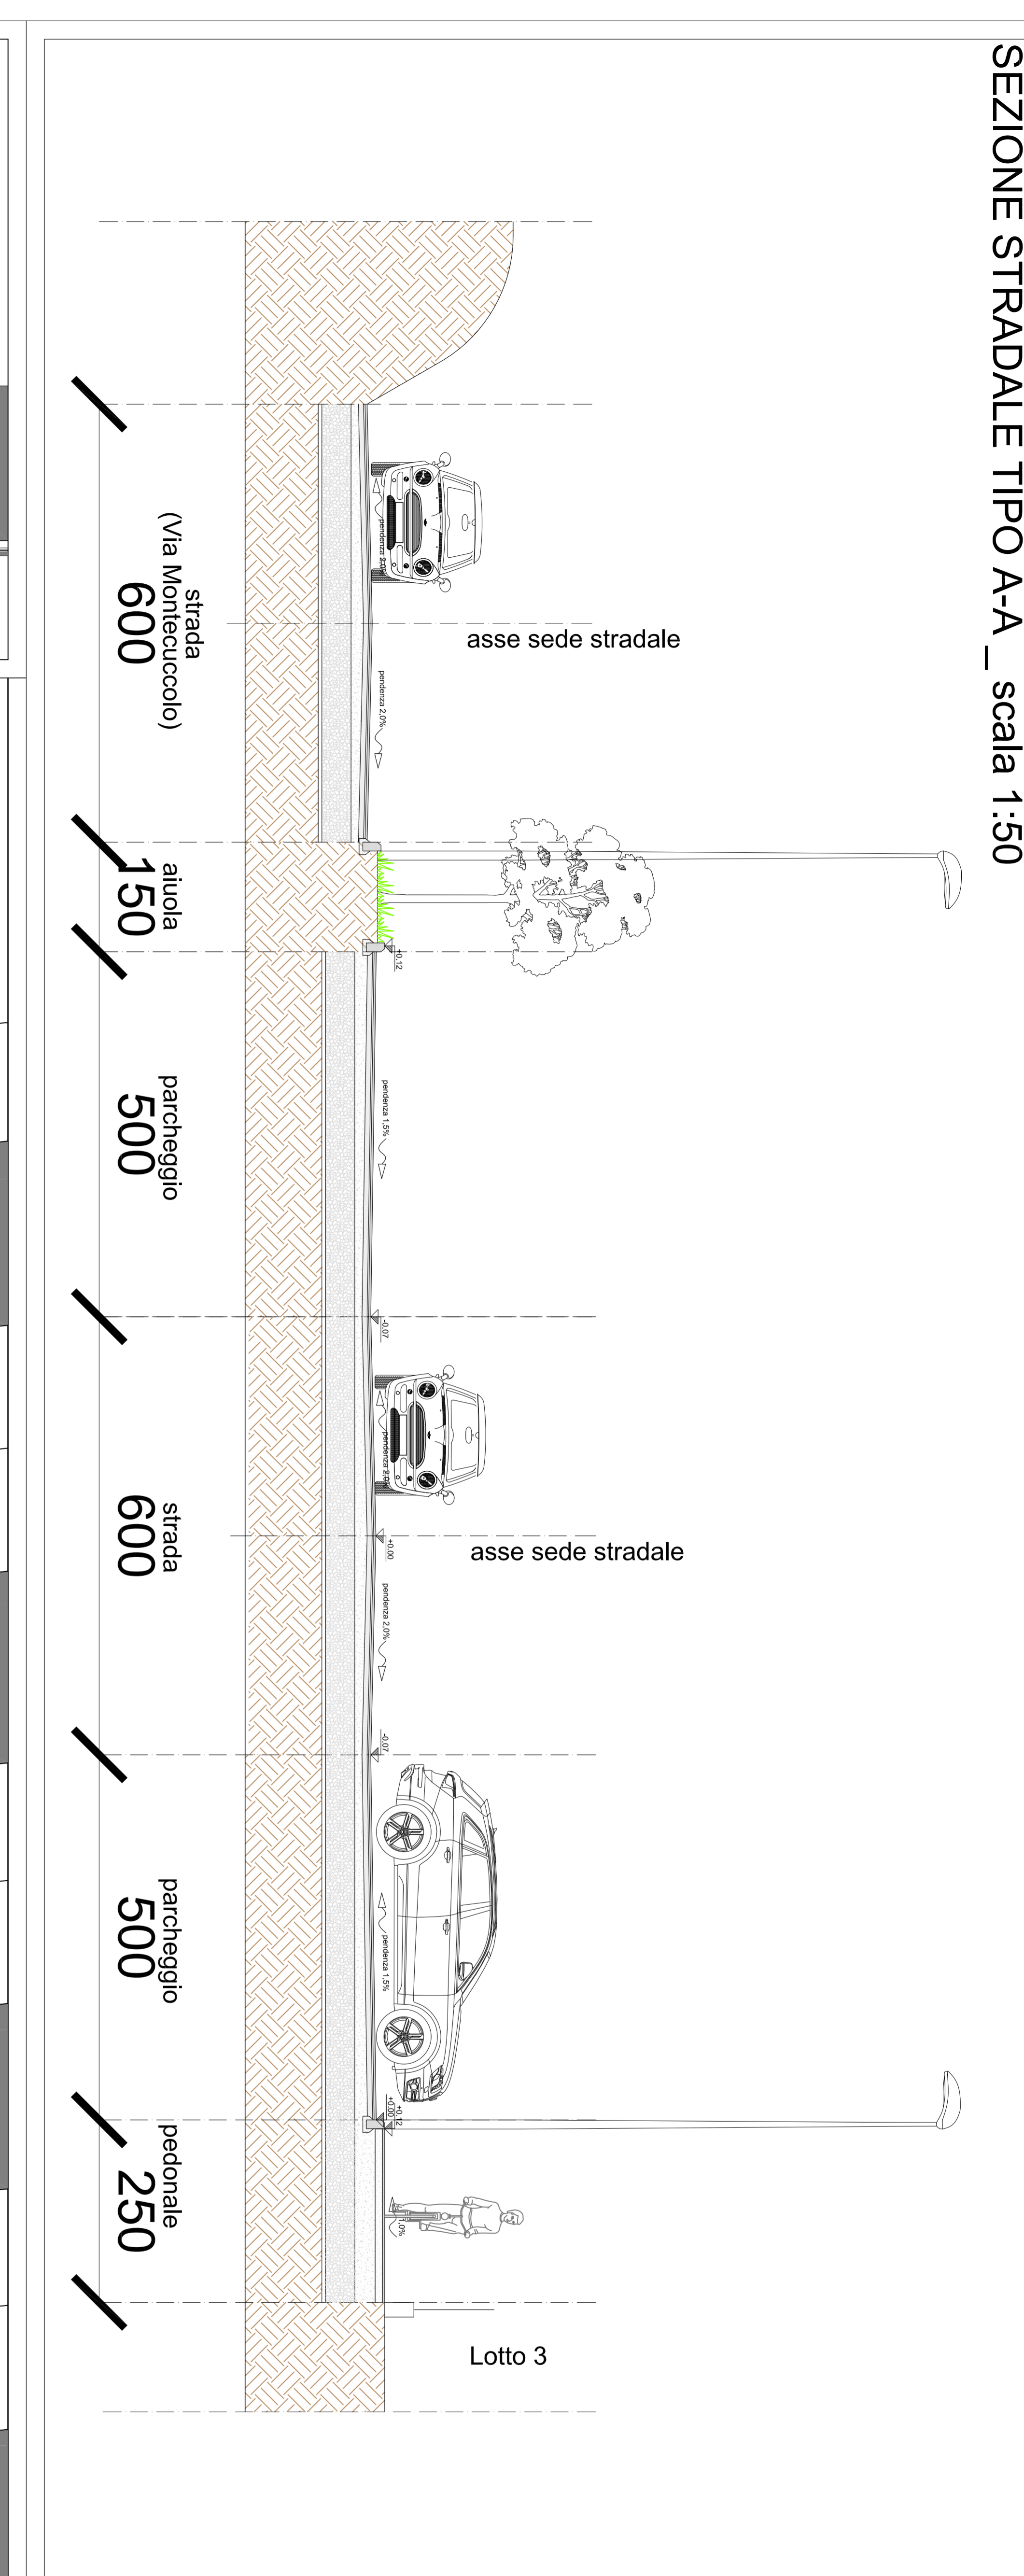 SEZIONE STRADALE TIPO A-A _ scala 1:50
asse sede stradale
asse sede stradale
Lotto 3
pendenza 2,0%
pendenza 2,0%
+0.12
pendenza 1,5%
-0.07
pendenza 2,0%
+0.00
pendenza 2,0%
-0.07
pendenza 1,5%
+0.00
+0.12
1,0%
strada
(Via Montecuccolo)
600
aiuola
150
parcheggio
500
strada
600
parcheggio
500
pedonale
250